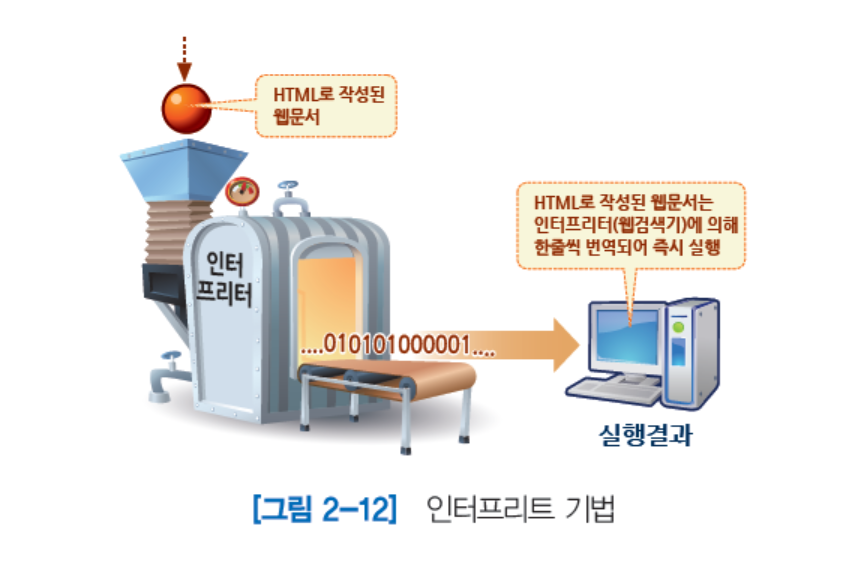 HTML로 작성된
웹문서
HTML로 작성된 웹문서는
인터프리터(웹검색기)에 의해
한줄씩 번역되어 즉시 실행
인터
프리터
....010101000001....
실행결과
[그림 2-12] 인터프리트 기법